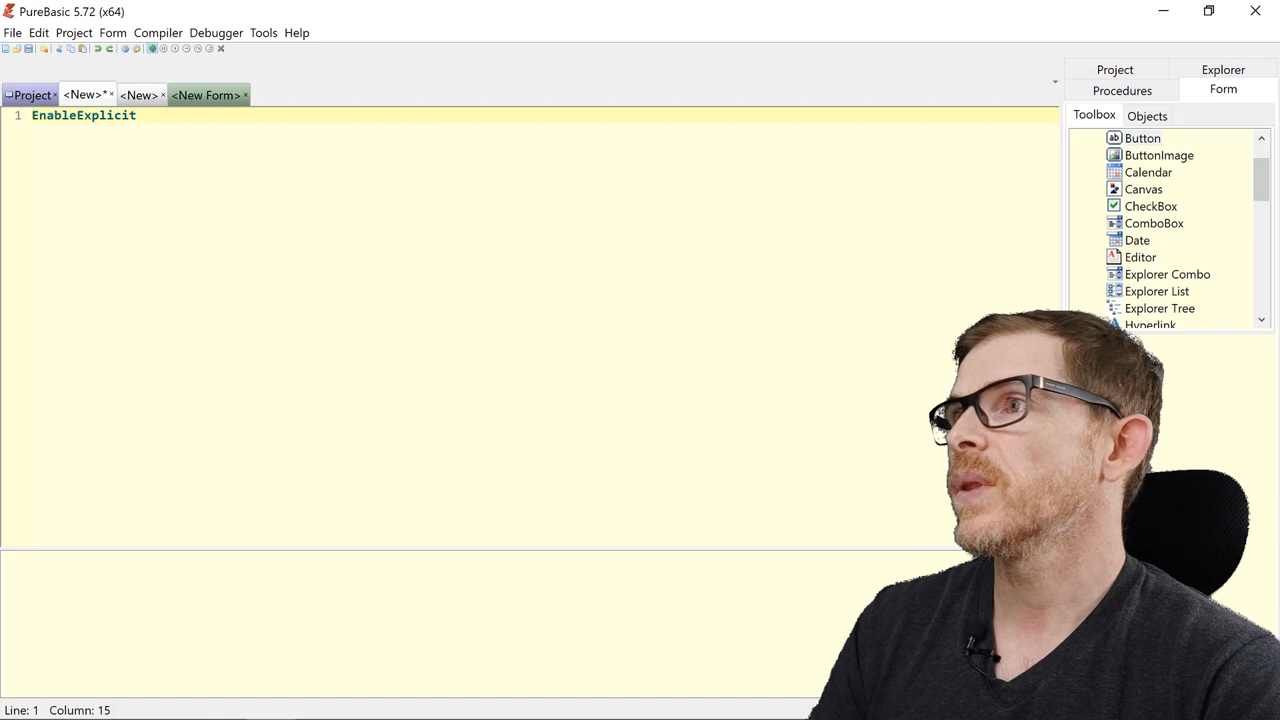 PureBasic 5.72 (x64)
File Edit Project Form Compiler Debugger Tools Help
Project Explorer
Project × <New>* × <New> × <New Form> ×
Procedures Form
1 EnableExplicit
Toolbox Objects
Button
ButtonImage
Calendar
Canvas
CheckBox
ComboBox
Date
Editor
Explorer Combo
Explorer List
Explorer Tree
Hyperlink
Line: 1 Column: 15